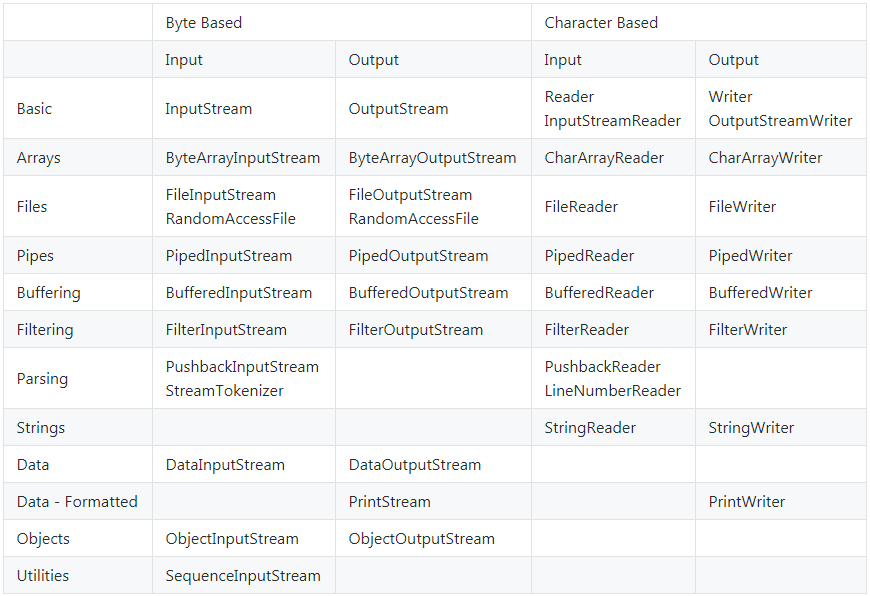 Byte Based Character Based
Input Output Input Output
Basic InputStream OutputStream Reader Writer
InputStreamReader OutputStreamWriter
Arrays ByteArrayInputStream ByteArrayOutputStream CharArrayReader CharArrayWriter
Files FileInputStream FileOutputStream FileReader FileWriter
RandomAccessFile RandomAccessFile
Pipes PipedInputStream PipedOutputStream PipedReader PipedWriter
Buffering BufferedInputStream BufferedOutputStream BufferedReader BufferedWriter
Filtering FilterInputStream FilterOutputStream FilterReader FilterWriter
Parsing PushbackInputStream PushbackReader
StreamTokenizer LineNumberReader
Strings StringReader StringWriter
Data DataInputStream DataOutputStream
Data - Formatted PrintStream PrintWriter
Objects ObjectInputStream ObjectOutputStream
Utilities SequenceInputStream